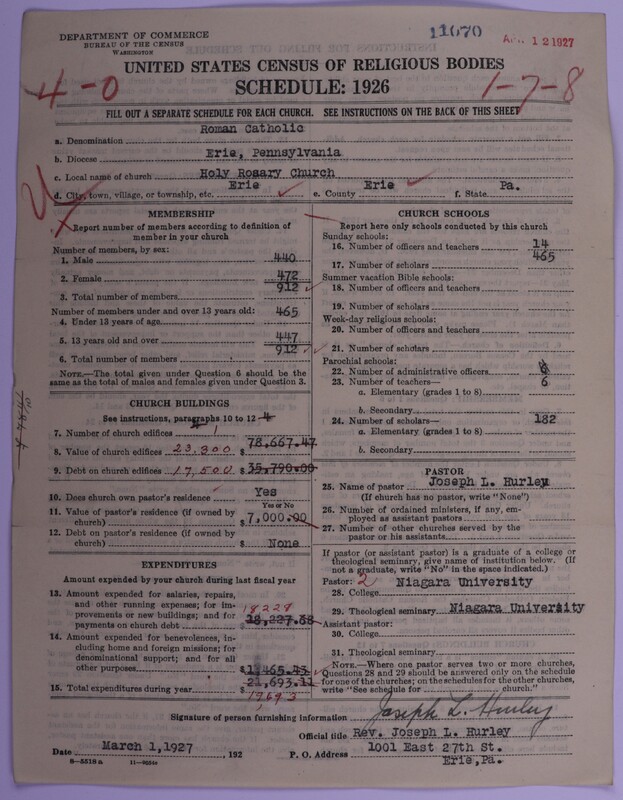 DEPARTMENT OF COMMERCE
BUREAU OF THE CENSUS
WASHINGTON
11670
12 1927
UNITED STATES CENSUS OF RELIGIOUS BODIES
4-0
SCHEDULE: 1926
1-7-8
FILL OUT A SEPARATE SCHEDULE FOR EACH CHURCH. SEE INSTRUCTIONS ON THE BACK OF THIS SHEET
a. Denomination Roman Catholic
b. Diocese Erie, Pennsylvania
c. Local name of church Holy Rosary Church
d. City, town, village, or township, etc. Erie e. County Erie f. State Pa.
MEMBERSHIP
Report number of members according to definition of member in your church
Number of members, by sex:
1. Male 440
2. Female 472
3. Total number of members 912
Number of members under and over 13 years old:
4. Under 13 years of age 465
5. 13 years old and over 447
6. Total number of members 912
NOTE.—The total given under Question 6 should be the same as the total of males and females given under Question 3.
CHURCH BUILDINGS
See instructions, paragraphs 10 to 12
7. Number of church edifices 1
8. Value of church edifices 23,300 $ 78,667.47
9. Debt on church edifices 17,500 $ 35,790.00
10. Does church own pastor's residence Yes
Yes or No
11. Value of pastor's residence (if owned by church) $ 7,000.00
12. Debt on pastor's residence (if owned by church) $ None
EXPENDITURES
Amount expended by your church during last fiscal year
13. Amount expended for salaries, repairs, and other running expenses; for improvements or new buildings; and for payments on church debt 18228 $ 18,227.68
14. Amount expended for benevolences, including home and foreign missions; for denominational support; and for all other purposes $ 1,465.43
15. Total expenditures during year $ 21,693.11
19693
CHURCH SCHOOLS
Report here only schools conducted by this church
Sunday schools:
16. Number of officers and teachers 14
17. Number of scholars 465
Summer vacation Bible schools:
18. Number of officers and teachers
19. Number of scholars
Week-day religious schools:
20. Number of officers and teachers
21. Number of scholars
Parochial schools:
22. Number of administrative officers
23. Number of teachers—
a. Elementary (grades 1 to 8) 6
b. Secondary
24. Number of scholars—
a. Elementary (grades 1 to 8) 182
b. Secondary
PASTOR
25. Name of pastor Joseph L. Hurley
(If church has no pastor, write "None")
26. Number of ordained ministers, if any, employed as assistant pastors
27. Number of other churches served by the pastor or his assistants
If pastor (or assistant pastor) is a graduate of a college or theological seminary, give name of institution below. (If not a graduate, write "No" in the space indicated.)
Pastor: 2
28. College Niagara University
29. Theological seminary Niagara University
Assistant pastor:
30. College
31. Theological seminary
NOTE.—Where one pastor serves two or more churches, Questions 28 and 29 should be answered only on the schedule for one of the churches; on the schedules for the other churches, write "See schedule for church."
Signature of person furnishing information Joseph L. Hurley
Official title Rev. Joseph L. Hurley
Date March 1,1927 192 P. O. Address 1001 East 27th St.
Erie,Pa.